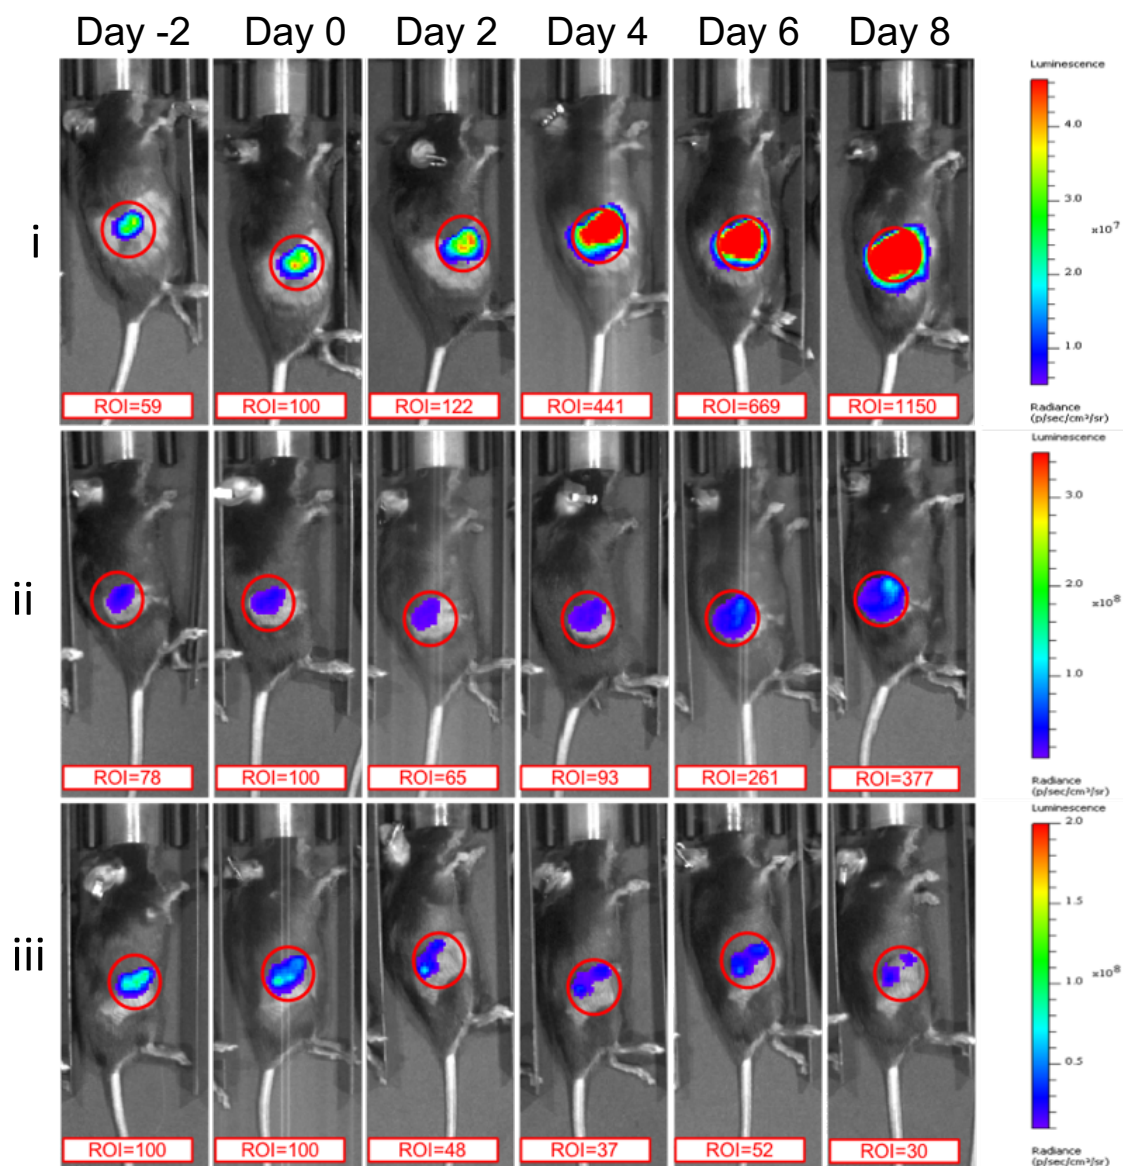 Day -2 Day 0 Day 2 Day 4 Day 6 Day 8
Luminescence
4.0
3.0
x10⁷
2.0
1.0
Radiance
(p/sec/cm²/sr)
i
ROI=59 ROI=100 ROI=122 ROI=441 ROI=669 ROI=1150
Luminescence
3.0
2.0
x10⁸
1.0
Radiance
(p/sec/cm²/sr)
ii
ROI=78 ROI=100 ROI=65 ROI=93 ROI=261 ROI=377
Luminescence
2.0
1.5
x10⁸
1.0
0.5
Radiance
(p/sec/cm²/sr)
iii
ROI=100 ROI=100 ROI=48 ROI=37 ROI=52 ROI=30